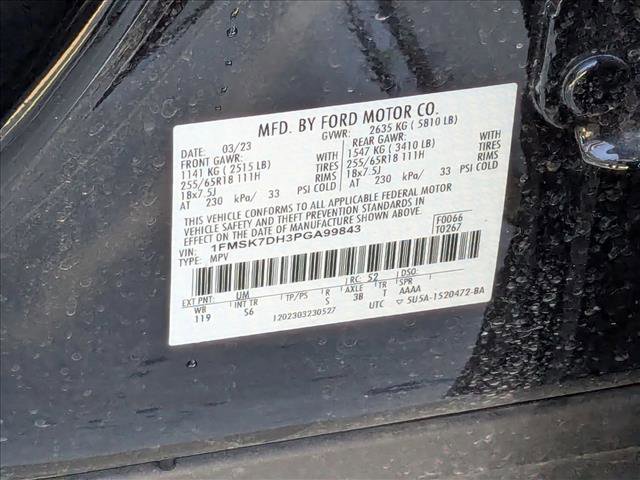 MFD. BY FORD MOTOR CO.
DATE: 03/23 GVWR: 2635 KG ( 5810 LB)
FRONT GAWR: WITH REAR GAWR: WITH
1141 KG ( 2515 LB) TIRES 1547 KG ( 3410 LB) TIRES
255/65R18 111H RIMS 255/65R18 111H RIMS
18x7.5J 18x7.5J
AT 230 kPa/ 33 PSI COLD AT 230 kPa/ 33 PSI COLD
THIS VEHICLE CONFORMS TO ALL APPLICABLE FEDERAL MOTOR
VEHICLE SAFETY AND THEFT PREVENTION STANDARDS IN
EFFECT ON THE DATE OF MANUFACTURE SHOWN ABOVE.
VIN: 1FMSK7DH3PGA99843 F0066
TYPE: MPV T0267
EXT PNT: UM RC: 52 DSO:
WB INT TR TP/PS R AXLE TR SPR
119 S6 S 3B T AAAA
1202303230527 UTC 5U5A-1520472-BA